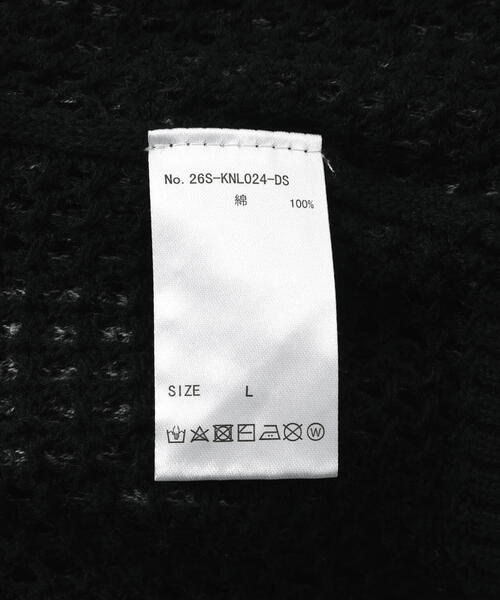 No. 26S-KNL024-DS
綿 100%
SIZE L
W